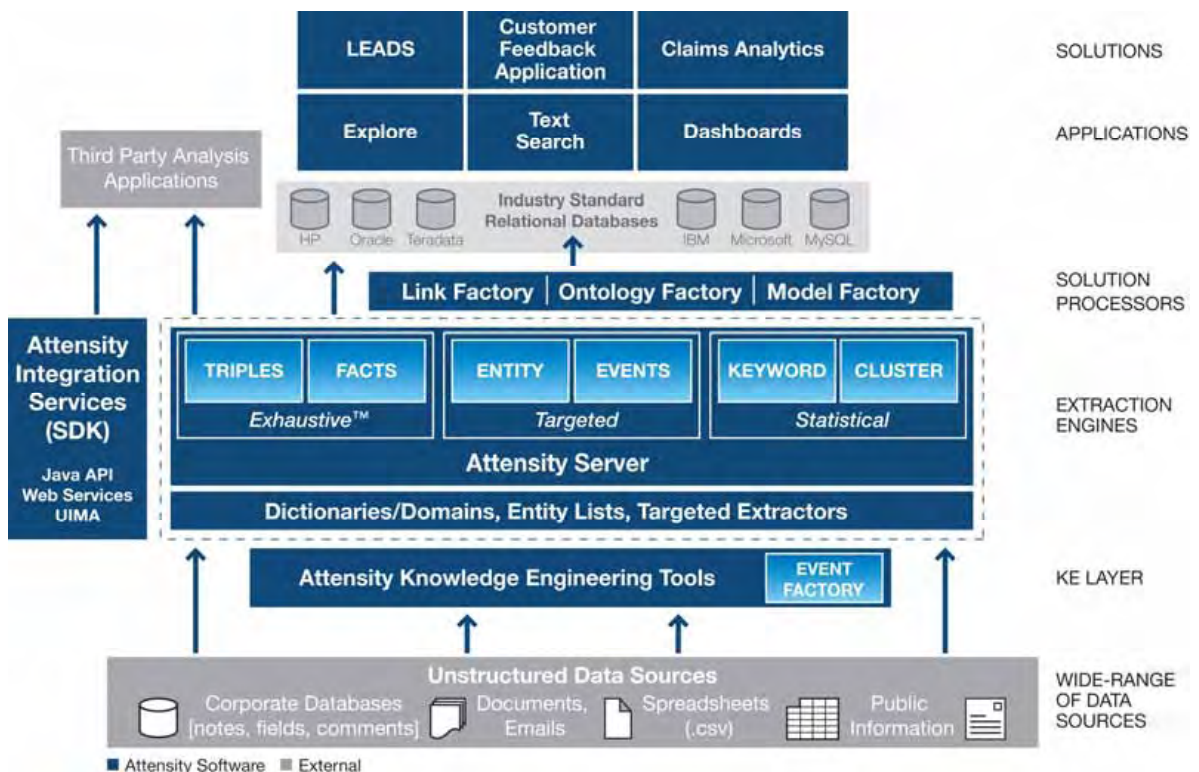 LEADS
Customer
Feedback
Application
Claims Analytics
SOLUTIONS
Explore
Text
Search
Dashboards
APPLICATIONS
Third Party Analysis
Applications
Industry Standard
Relational Databases
HP
Oracle
Teradata
IBM
Microsoft
MySQL
Link Factory | Ontology Factory | Model Factory
SOLUTION
PROCESSORS
Attensity
Integration
Services
(SDK)
Java API
Web Services
UIMA
TRIPLES
FACTS
Exhaustive™
ENTITY
EVENTS
Targeted
KEYWORD
CLUSTER
Statistical
Attensity Server
EXTRACTION
ENGINES
Dictionaries/Domains, Entity Lists, Targeted Extractors
Attensity Knowledge Engineering Tools
EVENT
FACTORY
KE LAYER
Unstructured Data Sources
Corporate Databases
[notes, fields, comments]
Documents,
Emails
Spreadsheets
(.csv)
Public
Information
WIDE-RANGE
OF DATA
SOURCES
Attensity Software
External